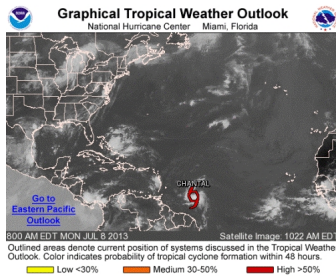 Graphical Tropical Weather Outlook
National Hurricane Center Miami, Florida
CHANTAL
Go to
Eastern Pacific
Outlook
800 AM EDT MON JUL 8 2013
Satellite Image: 1022 AM EDT
Outlined areas denote current position of systems discussed in the Tropical Weather
Outlook. Color indicates probability of tropical cyclone formation within 48 hours.
Low <30%
Medium 30-50%
High >50%